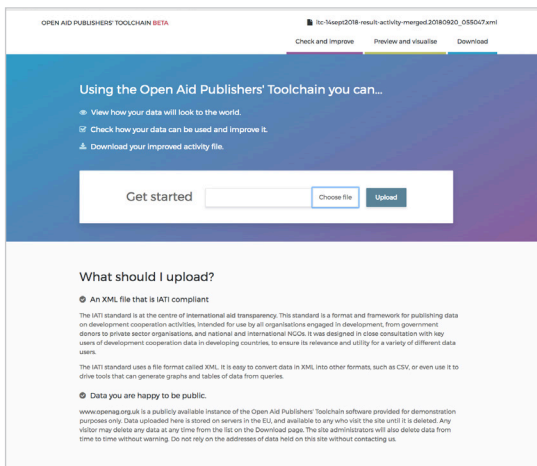 OPEN AID PUBLISHERS' TOOLCHAIN BETA
ltc-14sept2018-result-activity-merged.20180920_055047.xml
Check and improve Preview and visualise Download
Using the Open Aid Publishers' Toolchain you can...
View how your data will look to the world.
Check how your data can be used and improve it.
Download your improved activity file.
Get started Choose file Upload
What should I upload?
An XML file that is IATI compliant
The IATI standard is at the centre of international aid transparency. This standard is a format and framework for publishing data
on development cooperation activities, intended for use by all organisations engaged in development, from government
donors to private sector organisations, and national and international NGOs. It was designed in close consultation with key
users of development cooperation data in developing countries, to ensure its relevance and utility for a variety of different data
users.
The IATI standard uses a file format called XML. It is easy to convert data in XML into other formats, such as CSV, or even use it to
drive tools that can generate graphs and tables of data from queries.
Data you are happy to be public.
www.openag.org.uk is a publicly available instance of the Open Aid Publishers' Toolchain software provided for demonstration
purposes only. Data uploaded here is stored on servers in the EU, and available to any who visit the site until it is deleted. Any
visitor may delete any data at any time from the list on the Download page. The site administrators will also delete data from
time to time without warning. Do not rely on the addresses of data held on this site without contacting us.